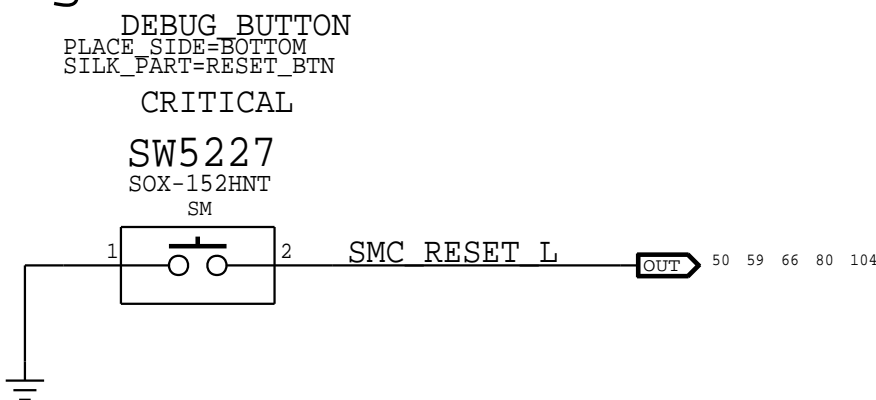 DEBUG_BUTTON
PLACE_SIDE=BOTTOM
SILK_PART=RESET_BTN
CRITICAL
SW5227
SOX-152HNT
SM
1
2
SMC_RESET_L
OUT
50 59 66 80 104